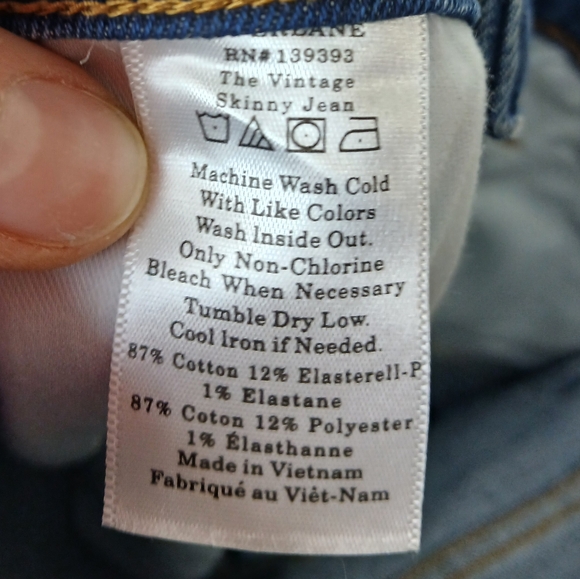 RN# 139393
The Vintage
Skinny Jean
Machine Wash Cold
With Like Colors
Wash Inside Out.
Only Non-Chlorine
Bleach When Necessary
Tumble Dry Low.
Cool Iron if Needed.
87% Cotton 12% Elasterell-P
1% Elastane
87% Coton 12% Polyester
1% Élasthanne
Made in Vietnam
Fabriqué au Viêt-Nam